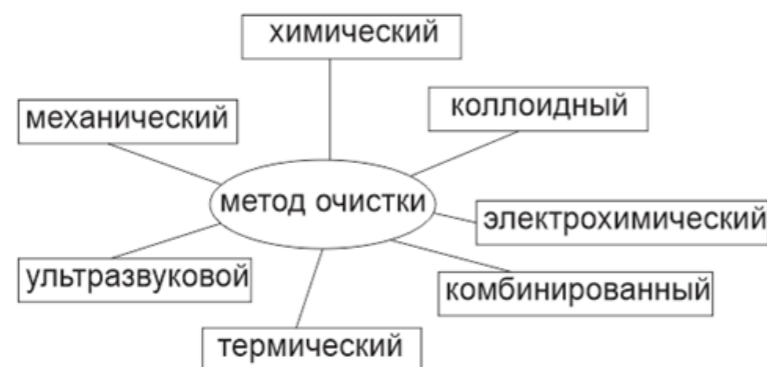 химический
коллоидный
механический
метод очистки
электрохимический
ультразвуковой
комбинированный
термический